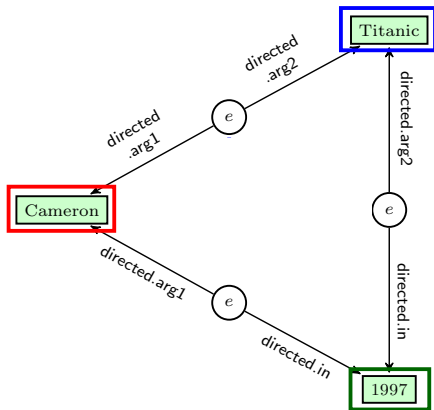 Titanic
directed
.arg2
e
directed
.arg1
directed.arg2
Cameron
e
directed.arg1
e
directed.in
directed.in
1997